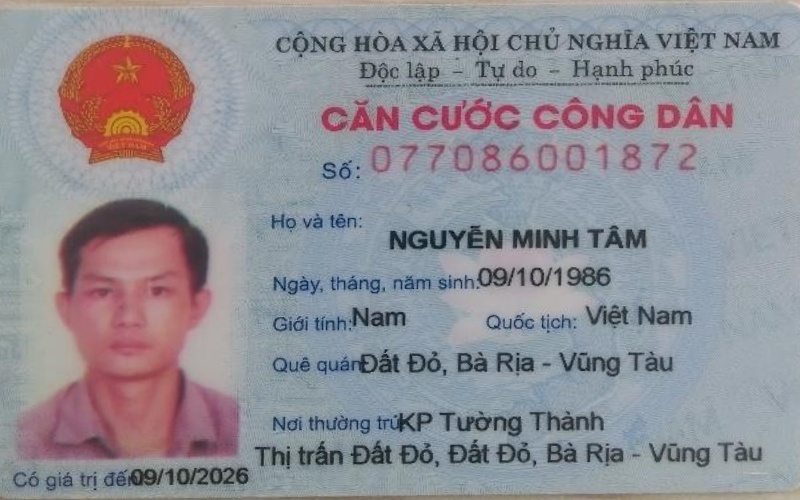 CỘNG HÒA XÃ HỘI CHỦ NGHĨA VIỆT NAM
Độc lập - Tự do - Hạnh phúc
CĂN CƯỚC CÔNG DÂN
Số: 077086001872
Họ và tên:
NGUYỄN MINH TÂM
Ngày, tháng, năm sinh: 09/10/1986
Giới tính: Nam Quốc tịch: Việt Nam
Quê quán: Đất Đỏ, Bà Rịa - Vũng Tàu
Nơi thường trú: KP Tường Thành
Thị trấn Đất Đỏ, Đất Đỏ, Bà Rịa - Vũng Tàu
Có giá trị đến: 09/10/2026